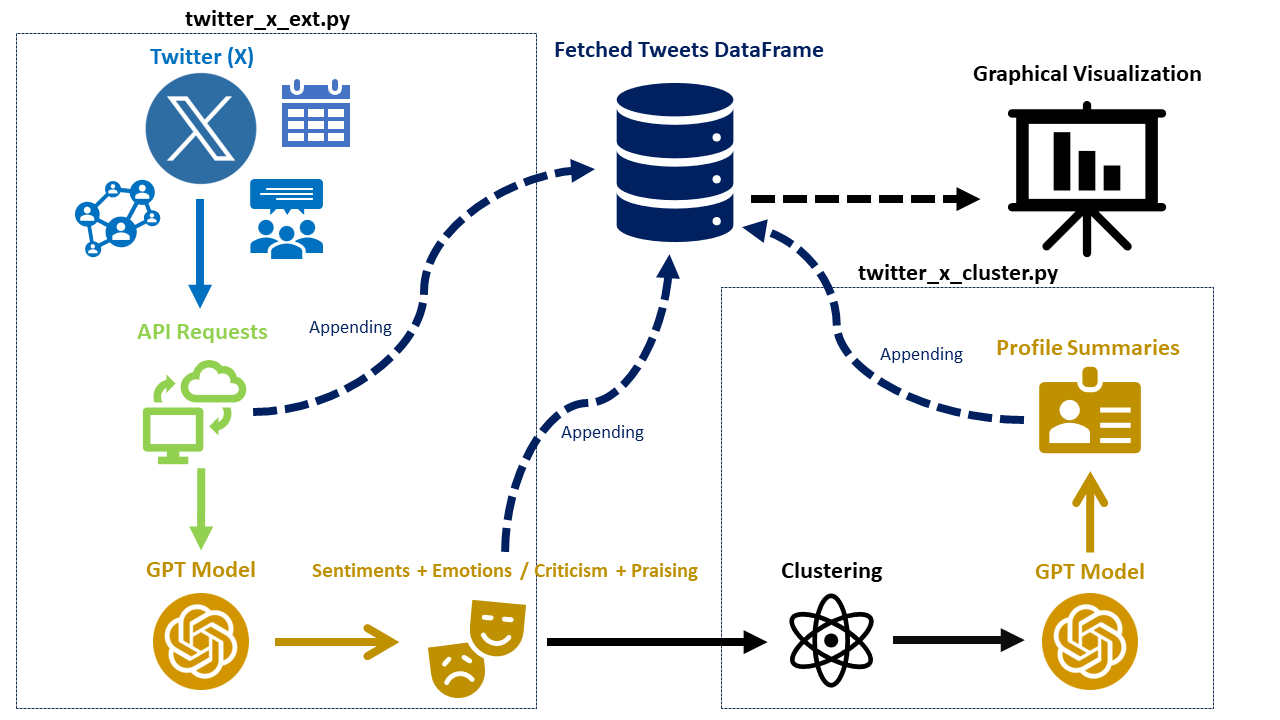 twitter_x_ext.py
Twitter (X)
Fetched Tweets DataFrame
Graphical Visualization
twitter_x_cluster.py
API Requests
Appending
Appending
Profile Summaries
Appending
GPT Model
Sentiments + Emotions / Criticism + Praising
Clustering
GPT Model